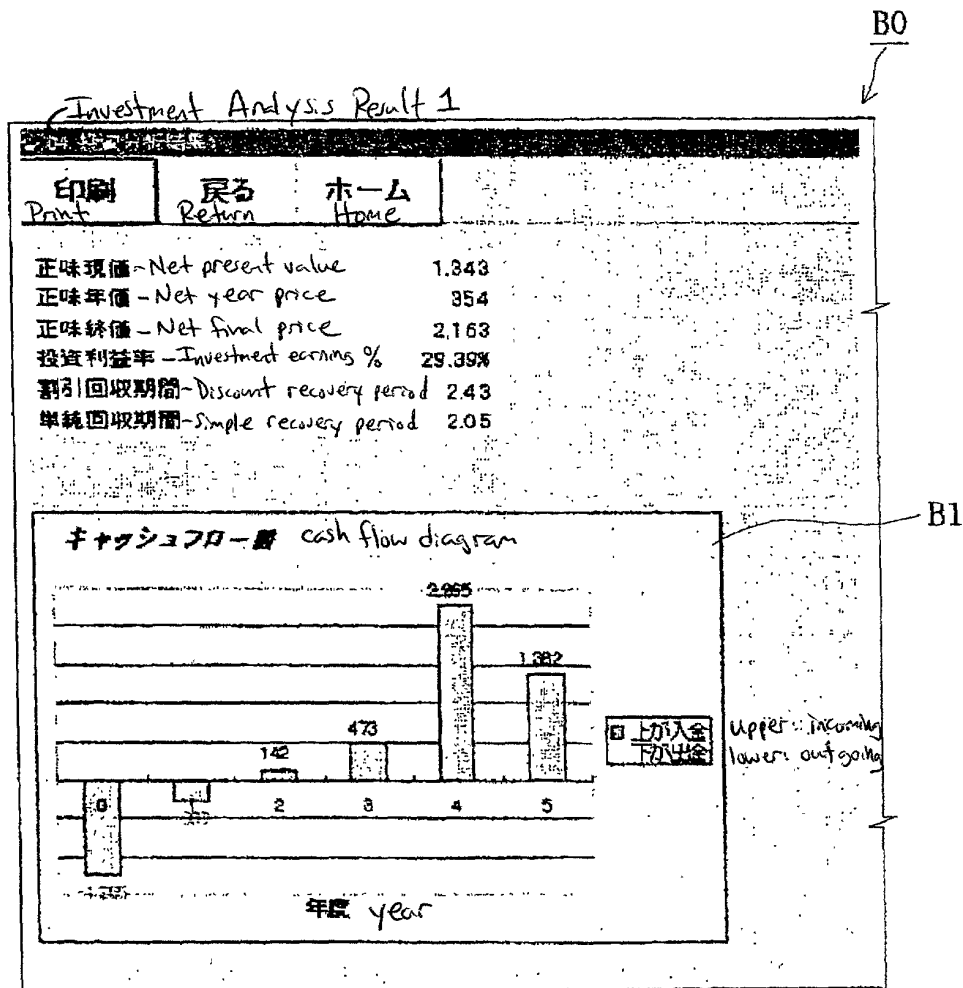 B0
Investment Analysis Result 1
印刷 戻る ホーム
Print Return Home
正味現価 - Net present value 1,343
正味年価 - Net year price 354
正味終価 - Net final price 2,163
投資利益率 - Investment earning % 29.39%
割引回収期間 - Discount recovery period 2.43
単純回収期間 - Simple recovery period 2.05
B1
キャッシュフロー図 cash flow diagram
1,382
473
142
上が入金 upper: incoming
下が出金 lower: outgoing
0 2 3 4 5
年度 year